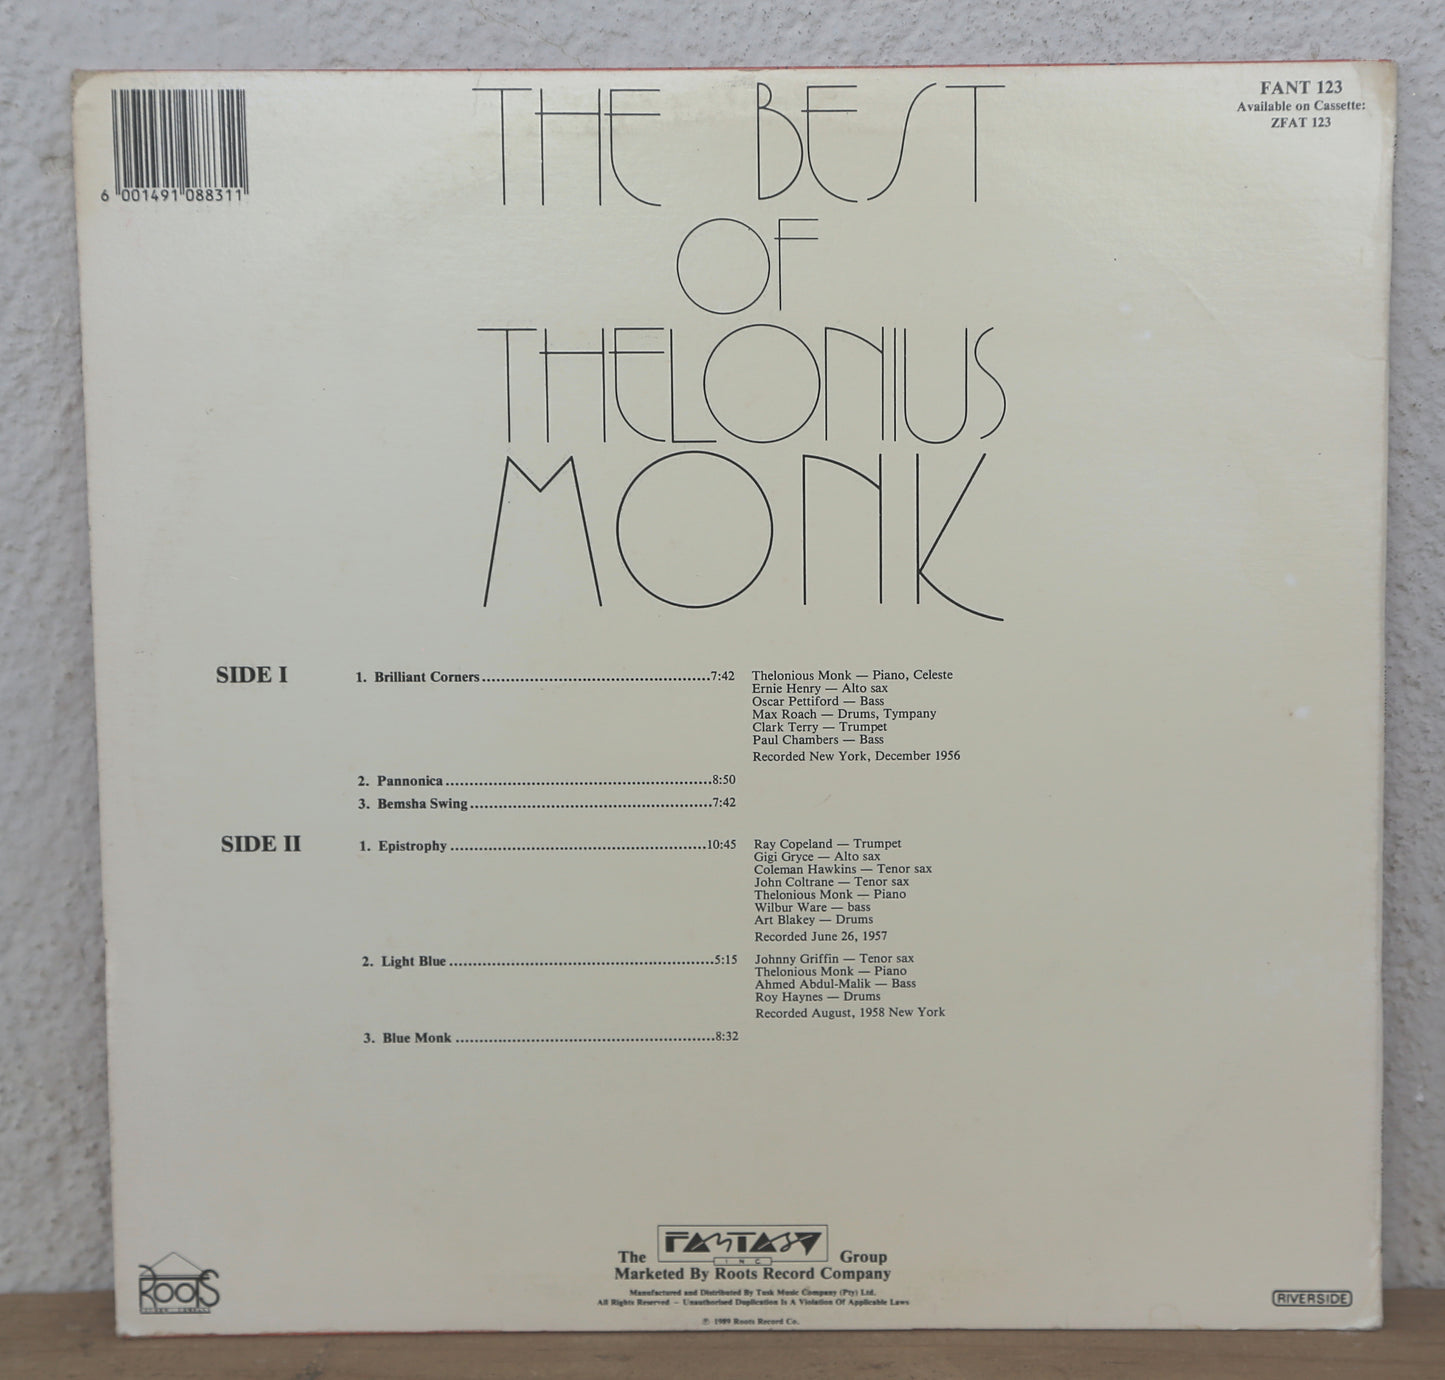 6 001491 088311
THE BEST
OF
THELONIUS
MONK
FANT 123
Available on Cassette:
ZFAT 123
SIDE I
1. Brilliant Corners 7:42
Thelonious Monk — Piano, Celeste
Ernie Henry — Alto sax
Oscar Pettiford — Bass
Max Roach — Drums, Tympany
Clark Terry — Trumpet
Paul Chambers — Bass
Recorded New York, December 1956
2. Pannonica 8:50
3. Bemsha Swing 7:42
SIDE II
1. Epistrophy 10:45
Ray Copeland — Trumpet
Gigi Gryce — Alto sax
Coleman Hawkins — Tenor sax
John Coltrane — Tenor sax
Thelonious Monk — Piano
Wilbur Ware — bass
Art Blakey — Drums
Recorded June 26, 1957
2. Light Blue 5:15
Johnny Griffin — Tenor sax
Thelonious Monk — Piano
Ahmed Abdul-Malik — Bass
Roy Haynes — Drums
Recorded August, 1958 New York
3. Blue Monk 8:32
The FANTASY INC Group
Marketed By Roots Record Company
Manufactured and Distributed By Tusk Music Company (Pty) Ltd.
All Rights Reserved — Unauthorised Duplication Is A Violation Of Applicable Laws
℗ 1989 Roots Record Co.
ROOTS
RIVERSIDE